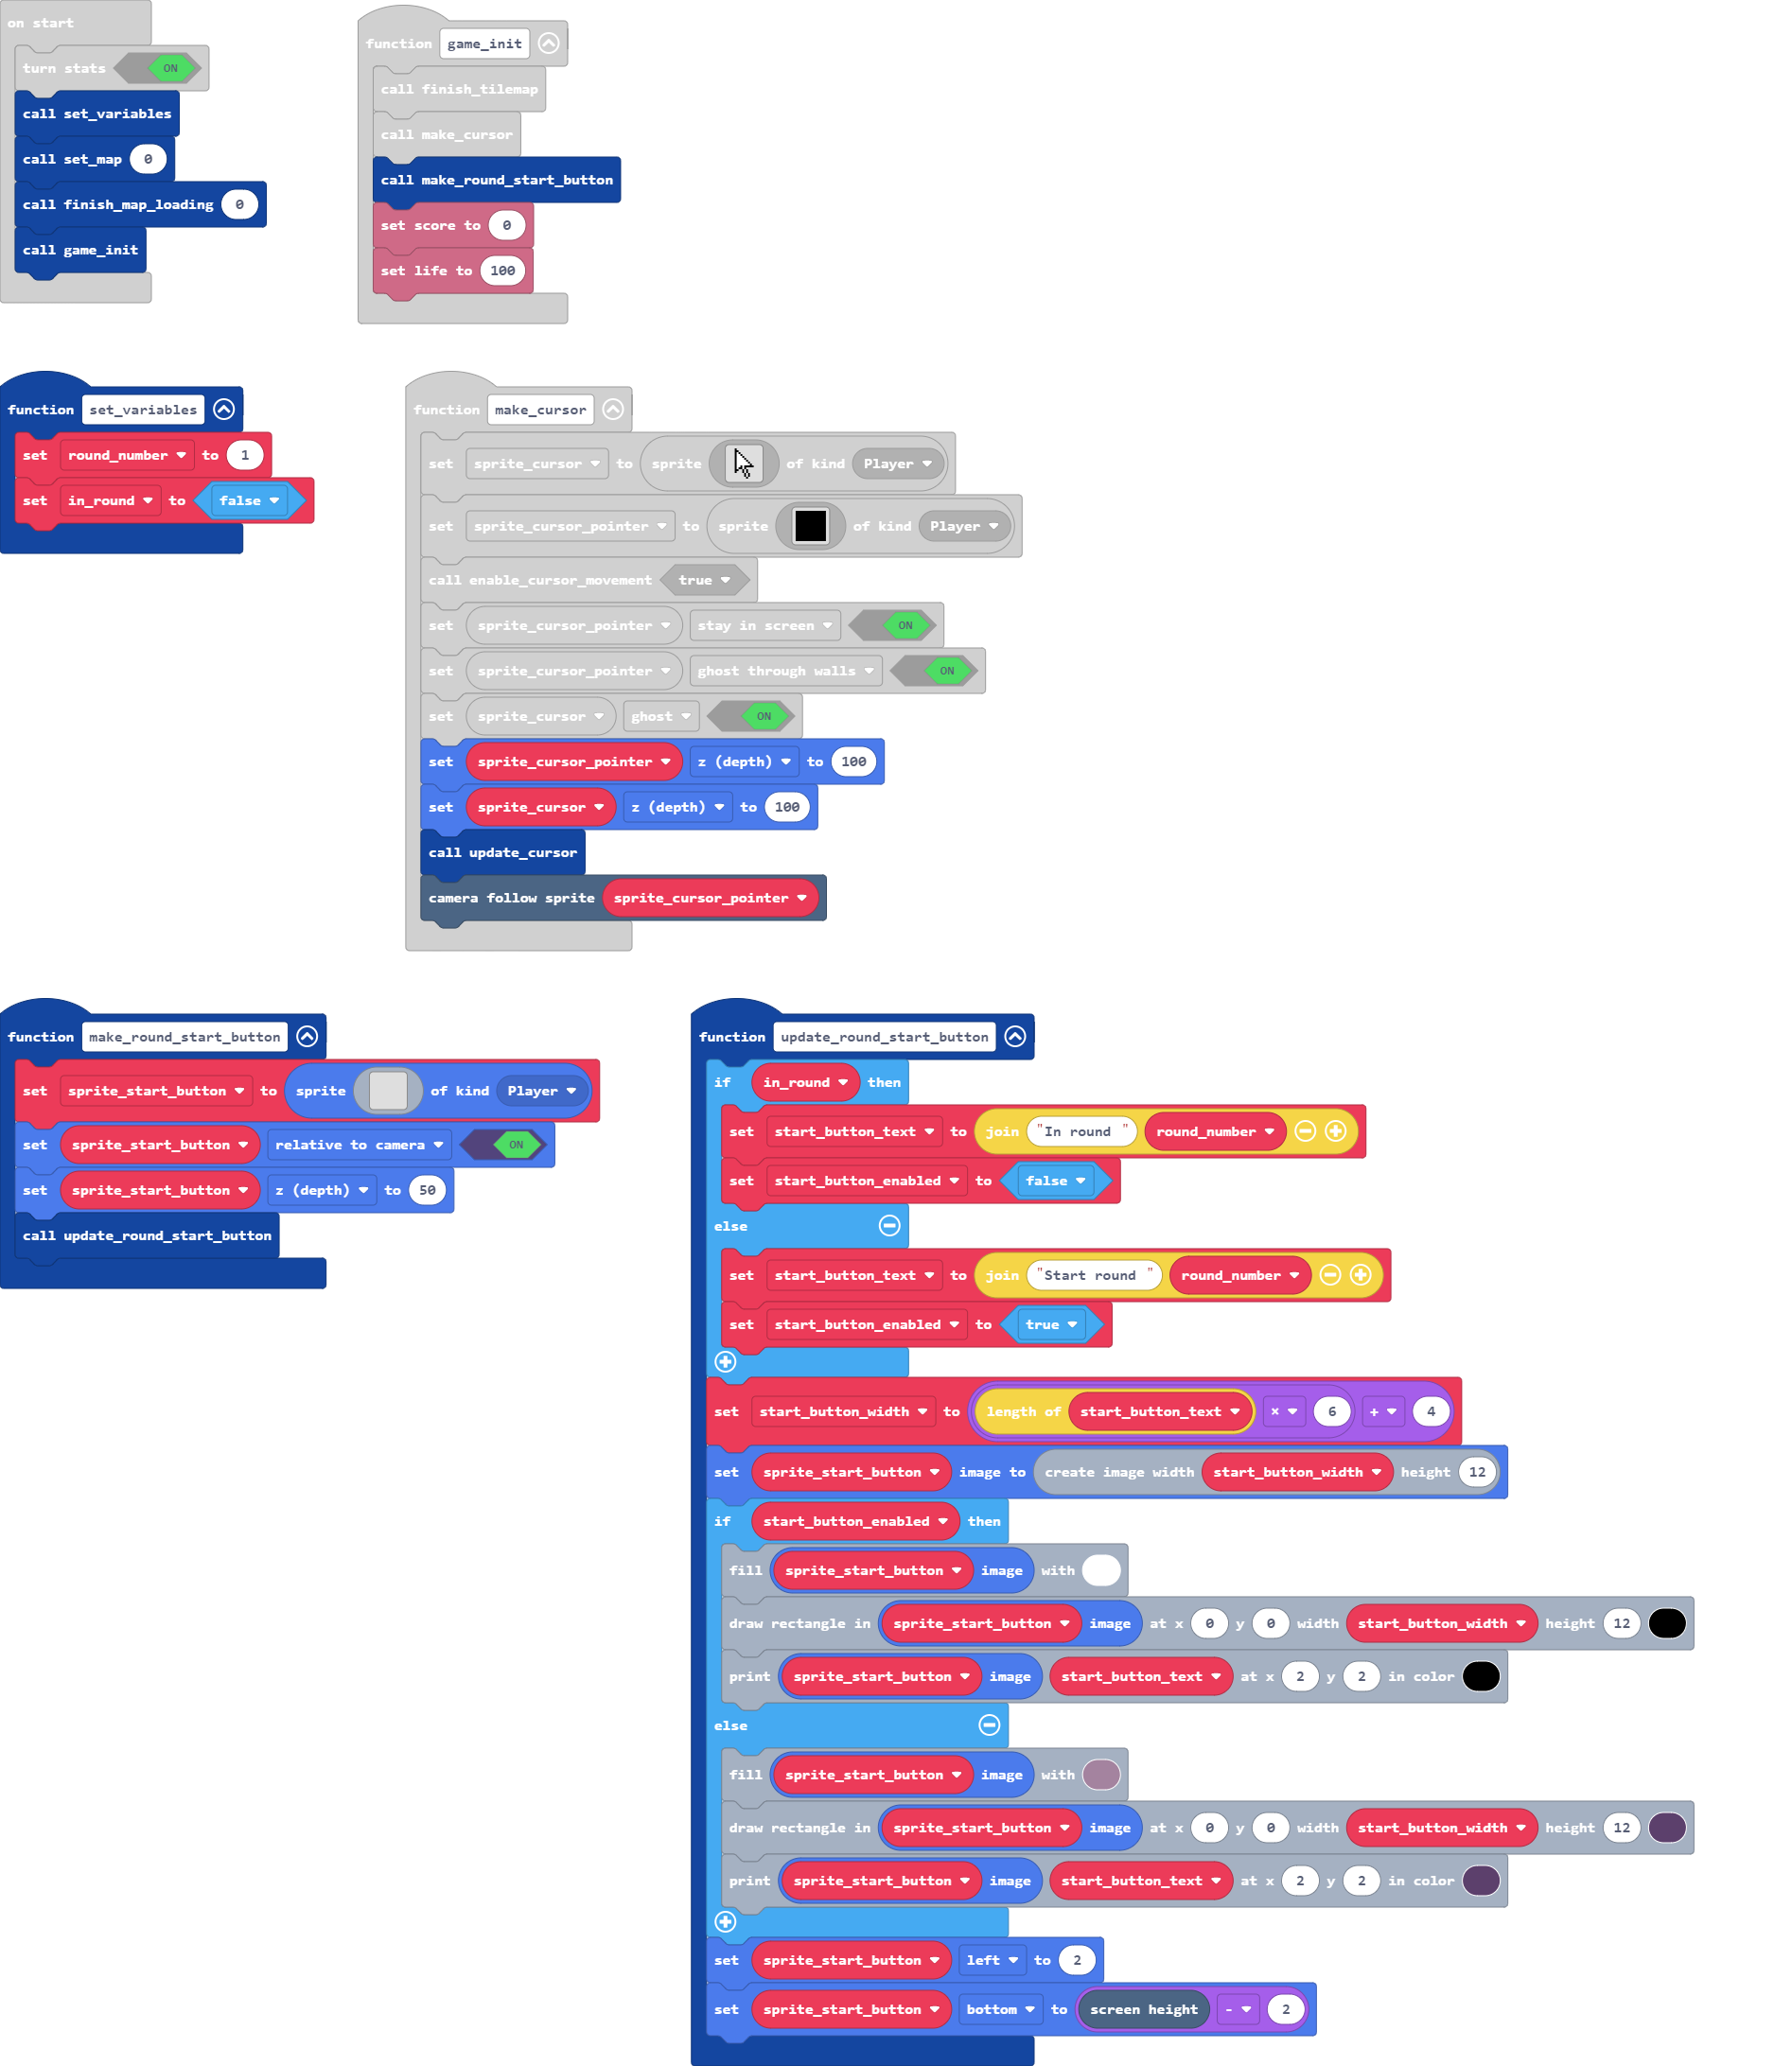 on start
turn stats ON
call set_variables
call set_map 0
call finish_map_loading 0
call game_init
function game_init
call finish_tilemap
call make_cursor
call make_round_start_button
set score to 0
set life to 100
function set_variables
set round_number to 1
set in_round to false
function make_cursor
set sprite_cursor to sprite of kind Player
set sprite_cursor_pointer to sprite of kind Player
call enable_cursor_movement true
set sprite_cursor_pointer stay in screen ON
set sprite_cursor_pointer ghost through walls ON
set sprite_cursor ghost ON
set sprite_cursor_pointer z (depth) to 100
set sprite_cursor z (depth) to 100
call update_cursor
camera follow sprite sprite_cursor_pointer
function make_round_start_button
set sprite_start_button to sprite of kind Player
set sprite_start_button relative to camera ON
set sprite_start_button z (depth) to 50
call update_round_start_button
function update_round_start_button
if in_round then
set start_button_text to join "In round " round_number
set start_button_enabled to false
else
set start_button_text to join "Start round " round_number
set start_button_enabled to true
set start_button_width to length of start_button_text × 6 + 4
set sprite_start_button image to create image width start_button_width height 12
if start_button_enabled then
fill sprite_start_button image with
draw rectangle in sprite_start_button image at x 0 y 0 width start_button_width height 12
print sprite_start_button image start_button_text at x 2 y 2 in color
else
fill sprite_start_button image with
draw rectangle in sprite_start_button image at x 0 y 0 width start_button_width height 12
print sprite_start_button image start_button_text at x 2 y 2 in color
set sprite_start_button left to 2
set sprite_start_button bottom to screen height - 2